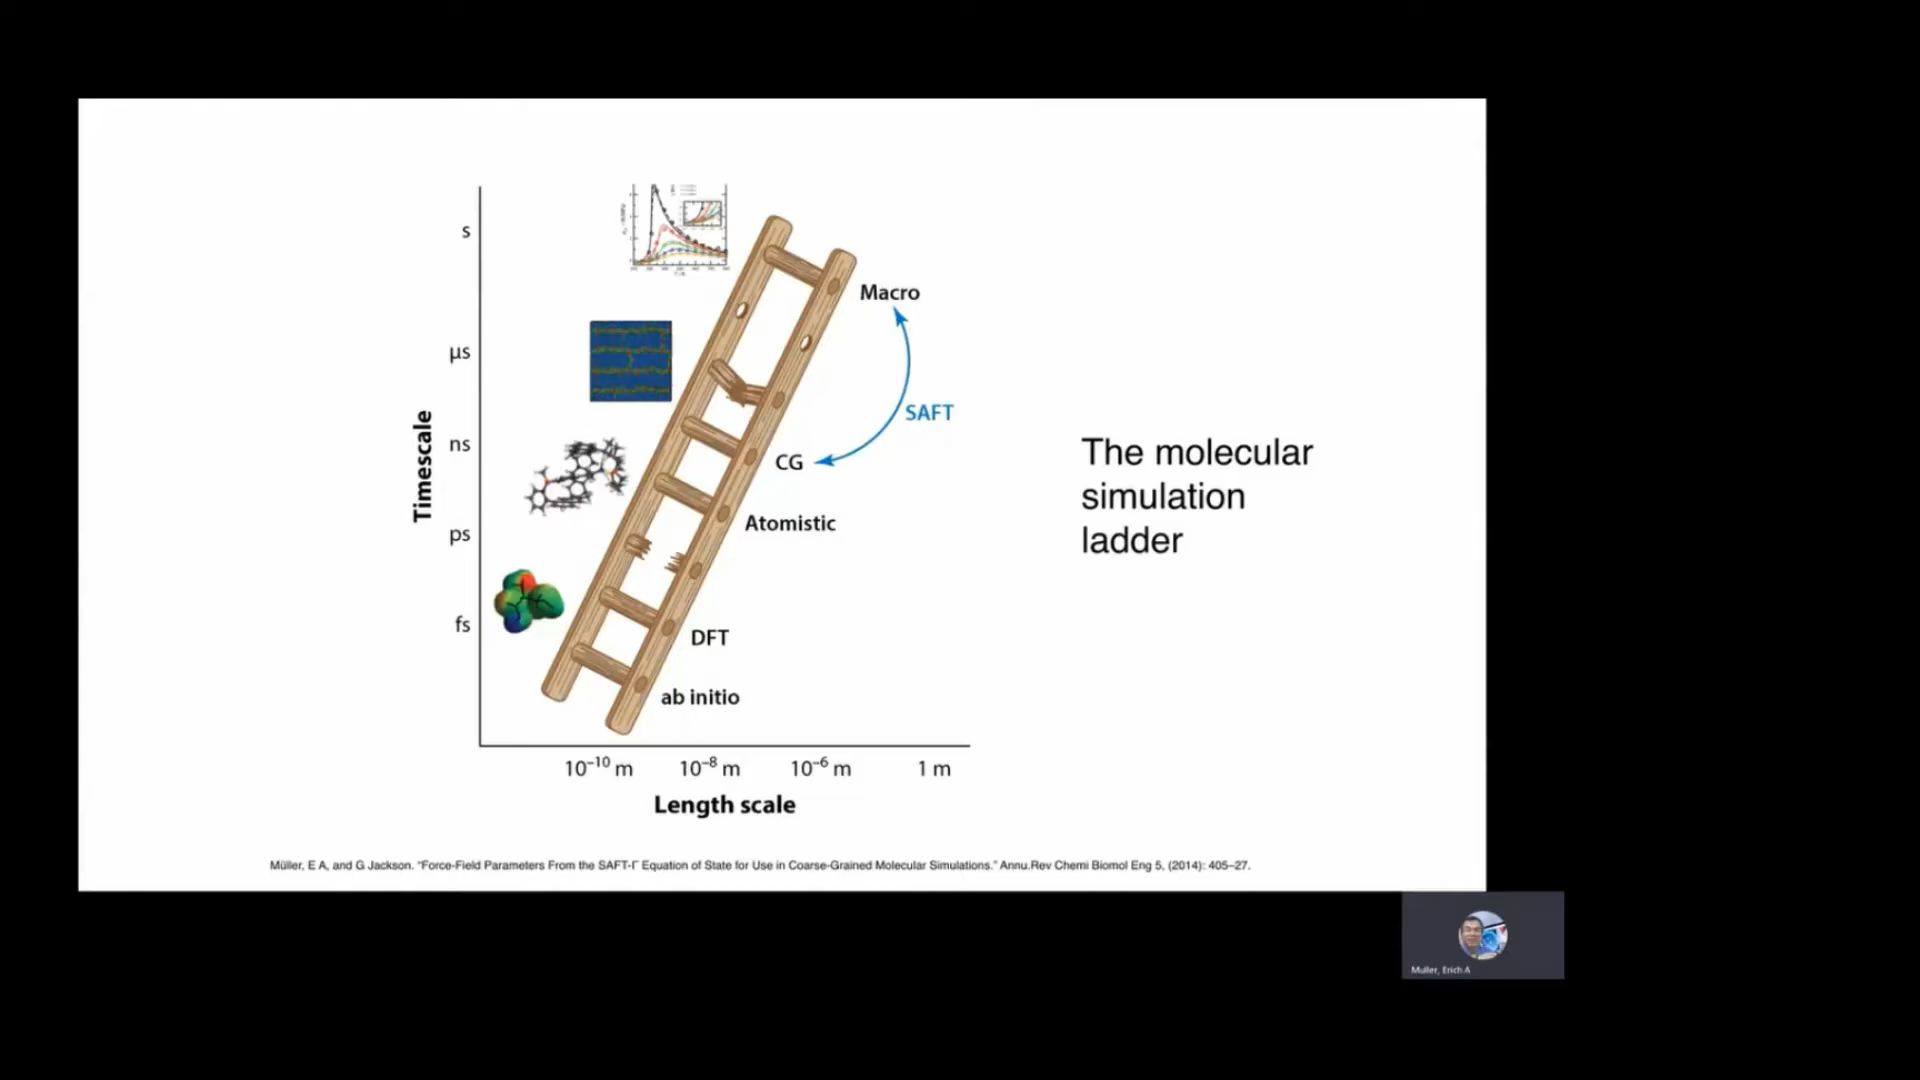 s
Macro
µs
SAFT
Timescale
ns
CG
The molecular
simulation
ladder
Atomistic
ps
fs
DFT
ab initio
10⁻¹⁰ m
10⁻⁸ m
10⁻⁶ m
1 m
Length scale
Müller, E A, and G Jackson. “Force-Field Parameters From the SAFT-Γ Equation of State for Use in Coarse-Grained Molecular Simulations.” Annu.Rev Chemi Biomol Eng 5, (2014): 405–27.
Muller, Erich A